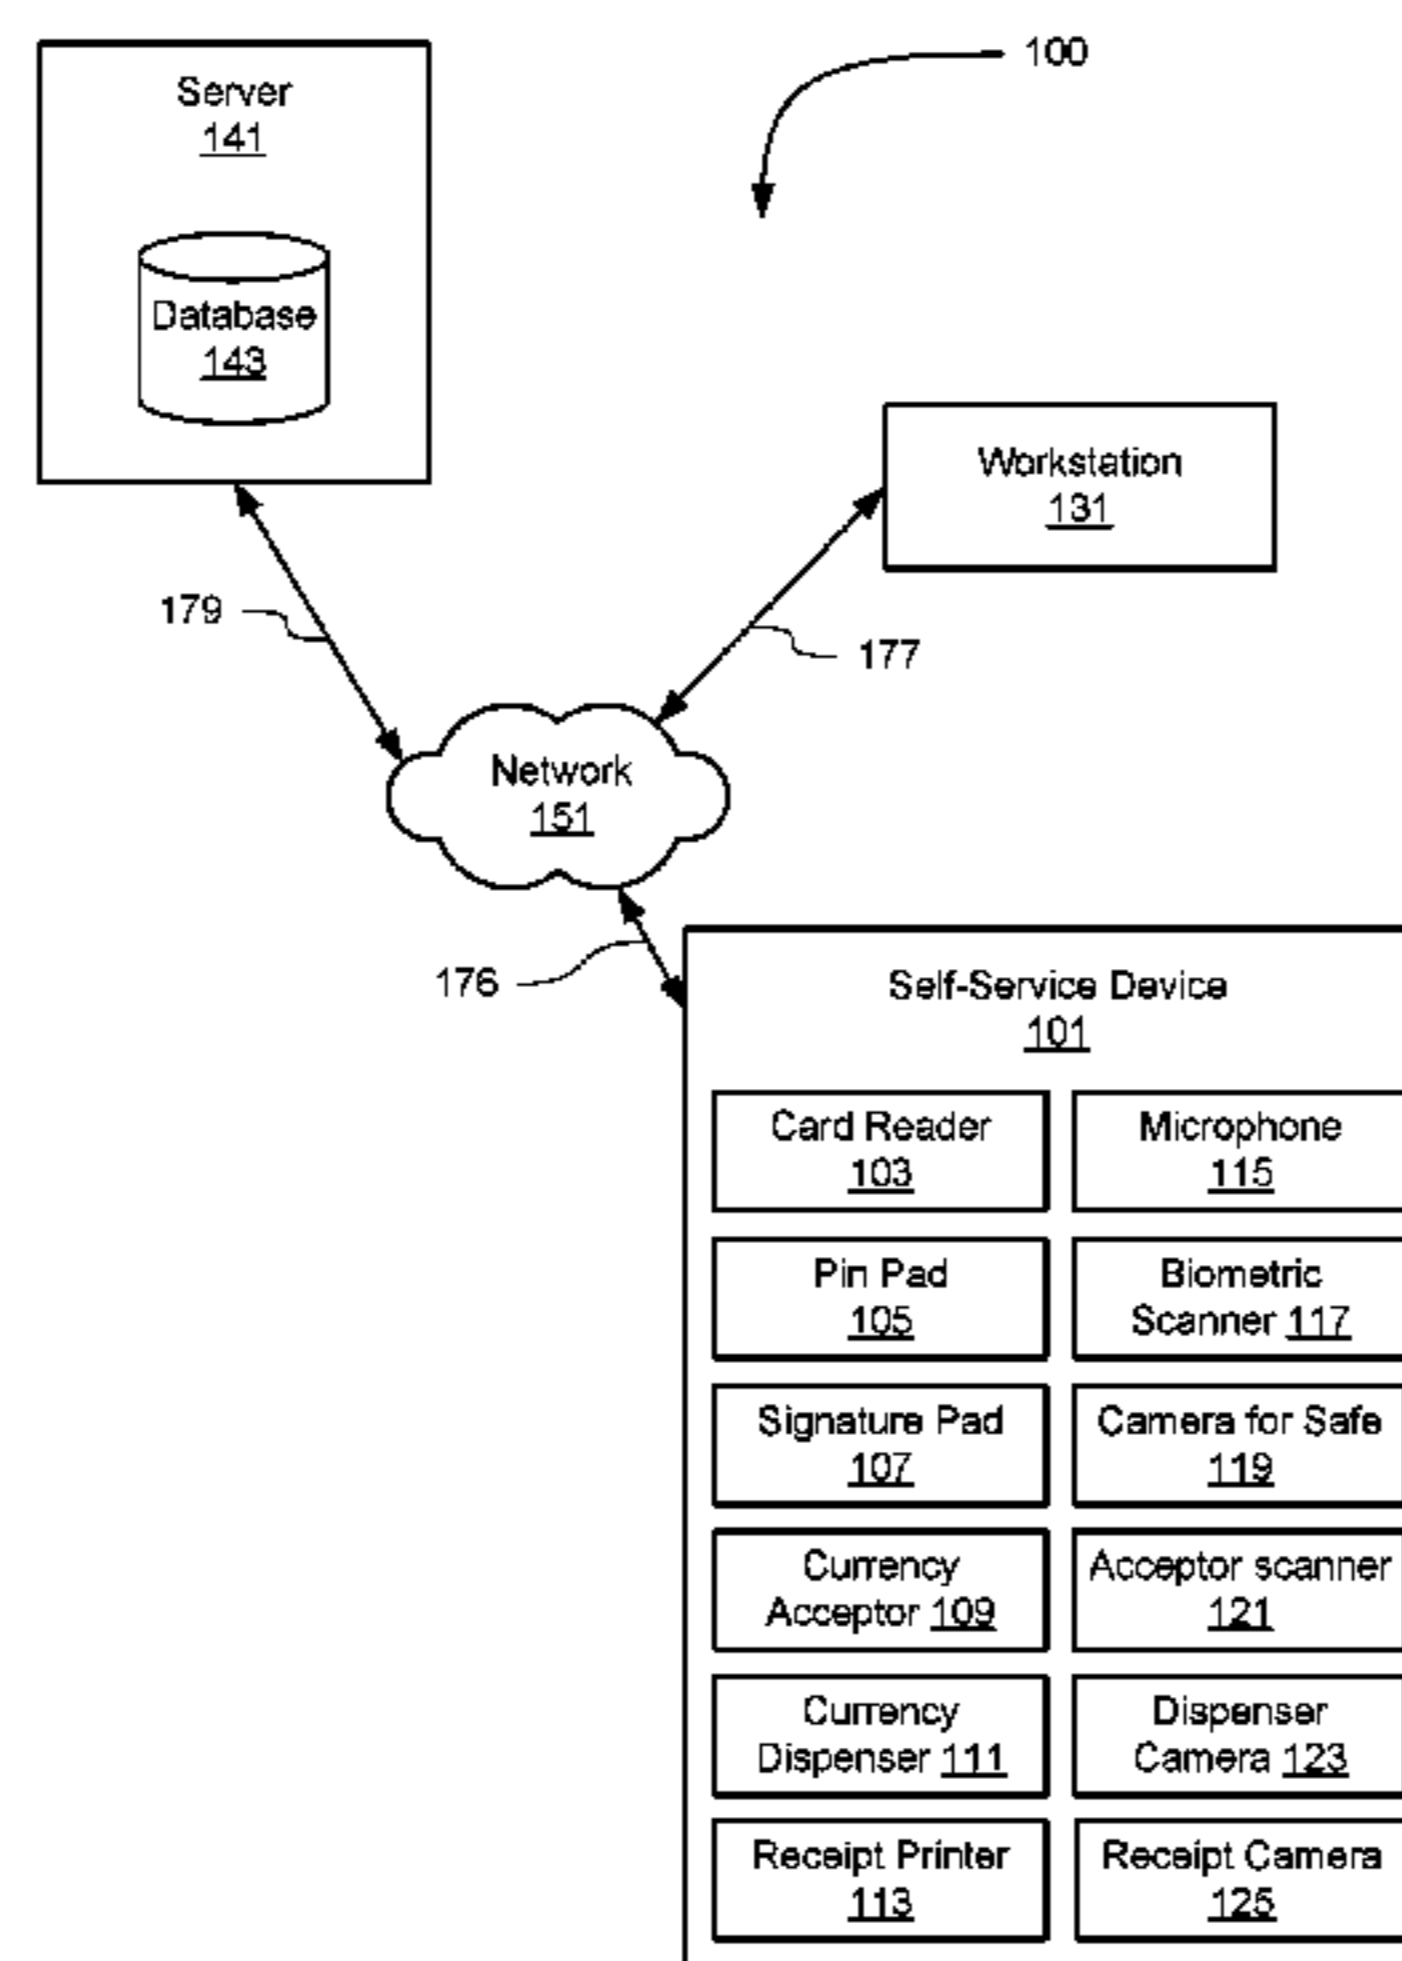 100
Server
141
Database
143
Workstation
131
179
177
Network
151
176
Self-Service Device
101
Card Reader
103
Microphone
115
Pin Pad
105
Biometric
Scanner 117
Signature Pad
107
Camera for Safe
119
Currency
Acceptor 109
Acceptor scanner
121
Currency
Dispenser 111
Dispenser
Camera 123
Receipt Printer
113
Receipt Camera
125